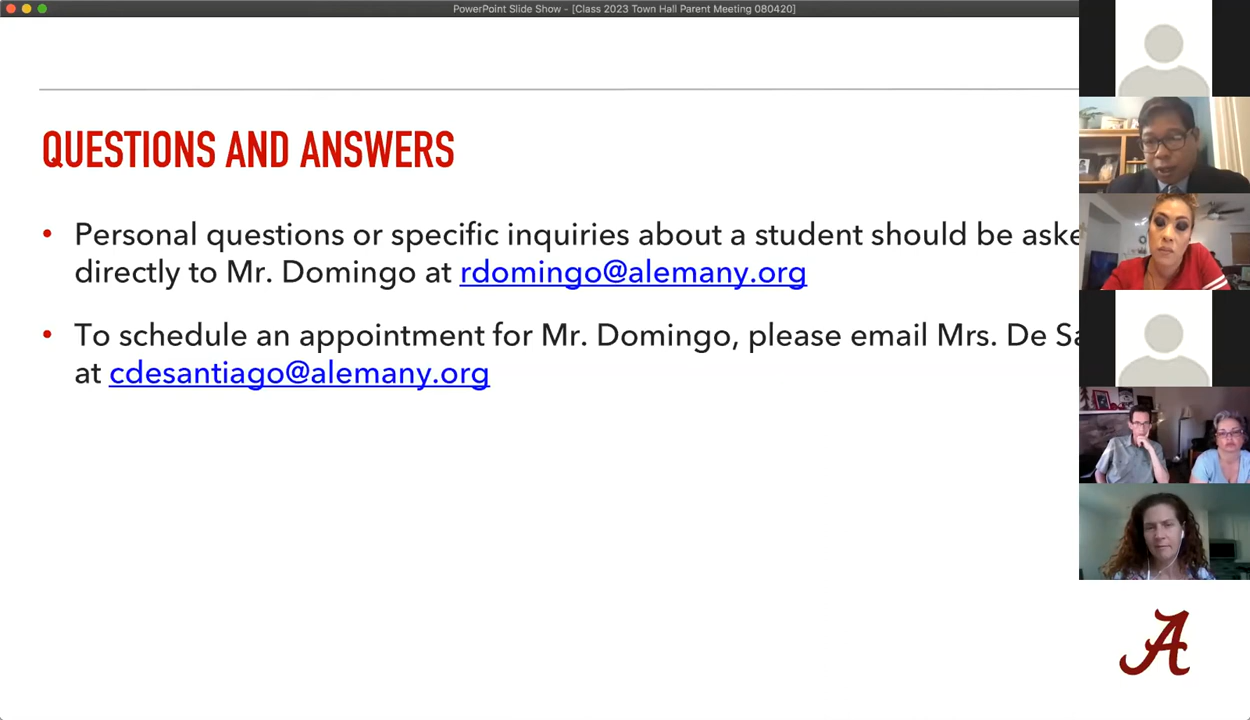 PowerPoint Slide Show - [Class 2023 Town Hall Parent Meeting 080420]
QUESTIONS AND ANSWERS
• Personal questions or specific inquiries about a student should be aske
directly to Mr. Domingo at rdomingo@alemany.org
• To schedule an appointment for Mr. Domingo, please email Mrs. De Sa
at cdesantiago@alemany.org
A